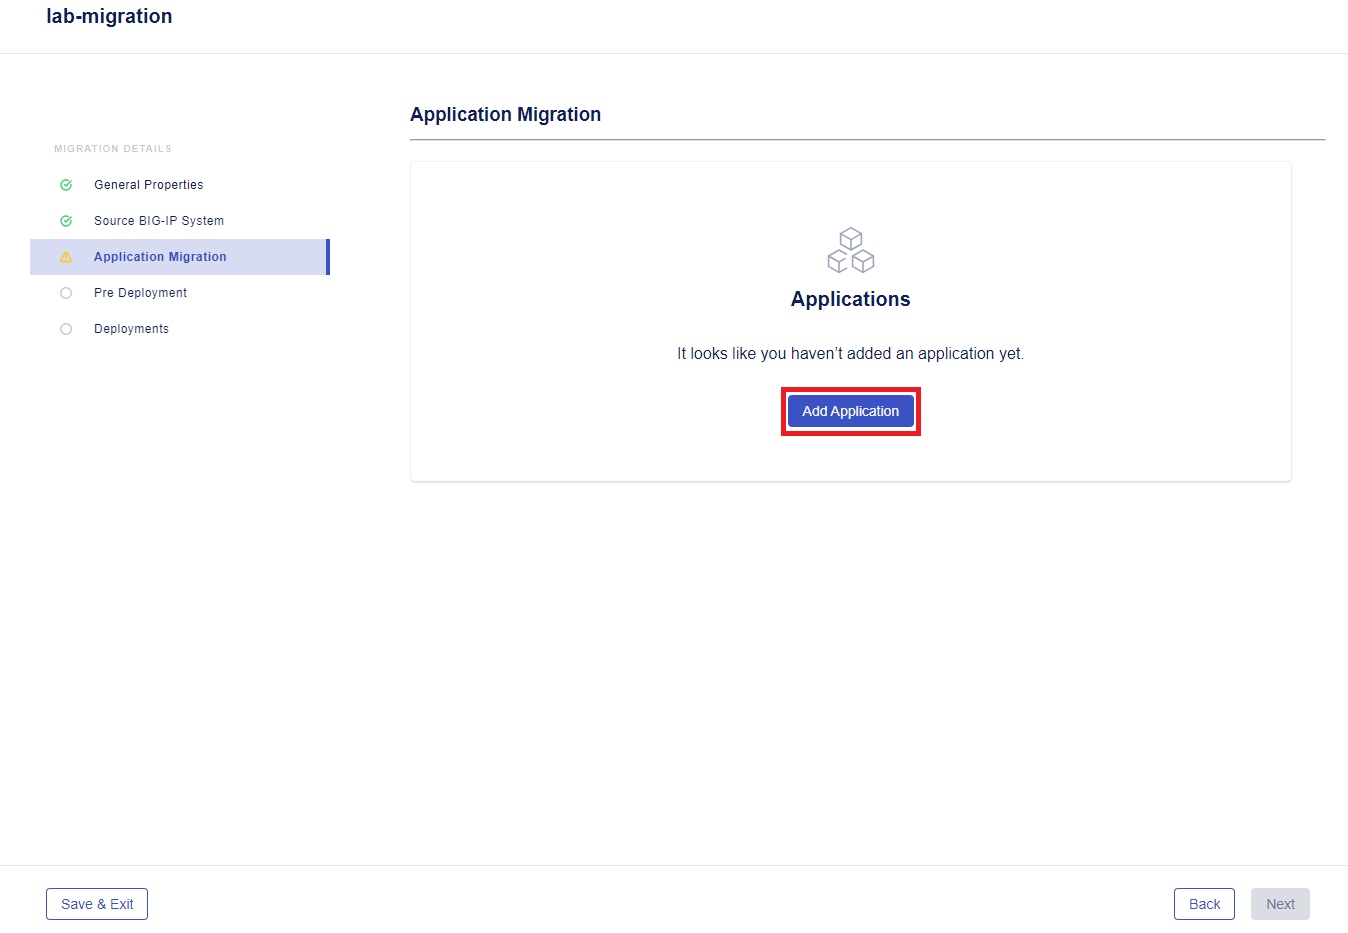 lab-migration
Application Migration
MIGRATION DETAILS
General Properties
Source BIG-IP System
Application Migration
Pre Deployment
Deployments
Applications
It looks like you haven’t added an application yet.
Add Application
Save & Exit
Back
Next